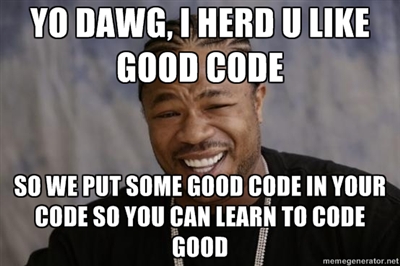 YO DAWG, I HERD U LIKE
GOOD CODE
SO WE PUT SOME GOOD CODE IN YOUR
CODE SO YOU CAN LEARN TO CODE
GOOD
memegenerator.net